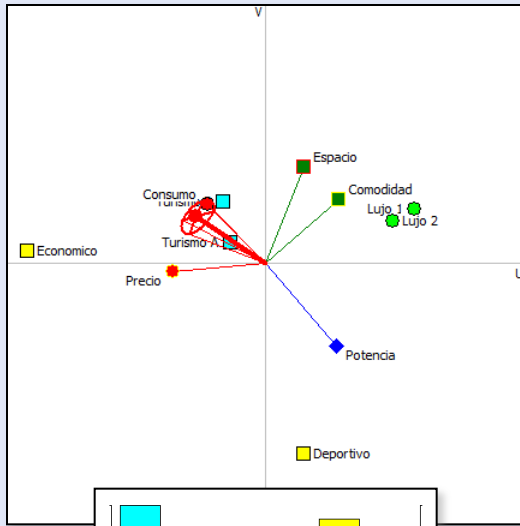 V
Espacio
Consumo
Comodidad
Lujo 1
Lujo 2
Turismo A
Economico
U
Precio
Potencia
Deportivo